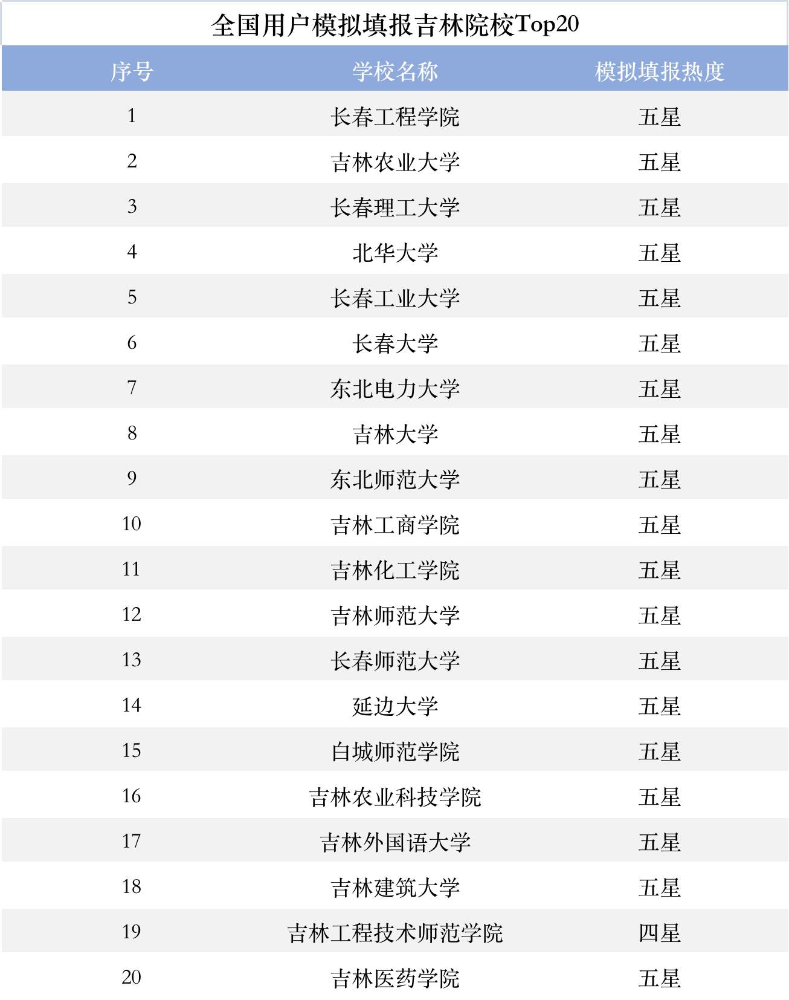 全国用户模拟填报吉林院校Top20
序号 学校名称 模拟填报热度
1 长春工程学院 五星
2 吉林农业大学 五星
3 长春理工大学 五星
4 北华大学 五星
5 长春工业大学 五星
6 长春大学 五星
7 东北电力大学 五星
8 吉林大学 五星
9 东北师范大学 五星
10 吉林工商学院 五星
11 吉林化工学院 五星
12 吉林师范大学 五星
13 长春师范大学 五星
14 延边大学 五星
15 白城师范学院 五星
16 吉林农业科技学院 五星
17 吉林外国语大学 五星
18 吉林建筑大学 五星
19 吉林工程技术师范学院 四星
20 吉林医药学院 五星